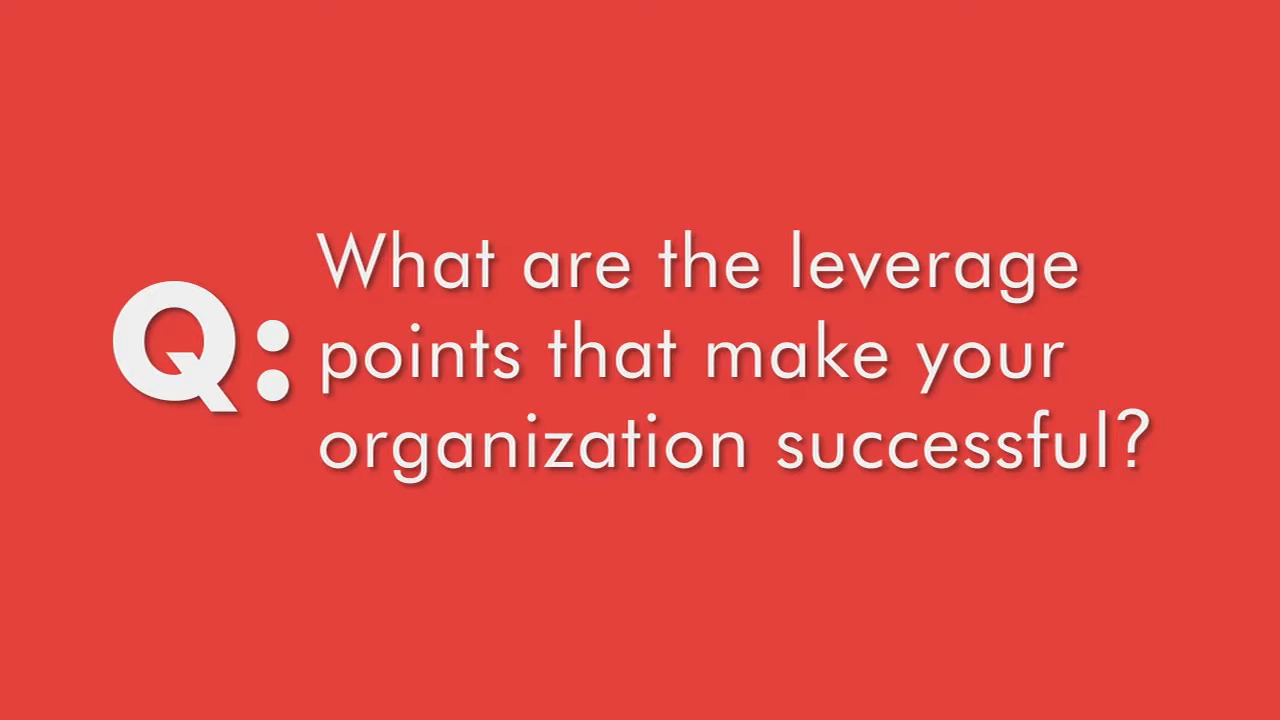 Q:
What are the leverage
points that make your
organization successful?